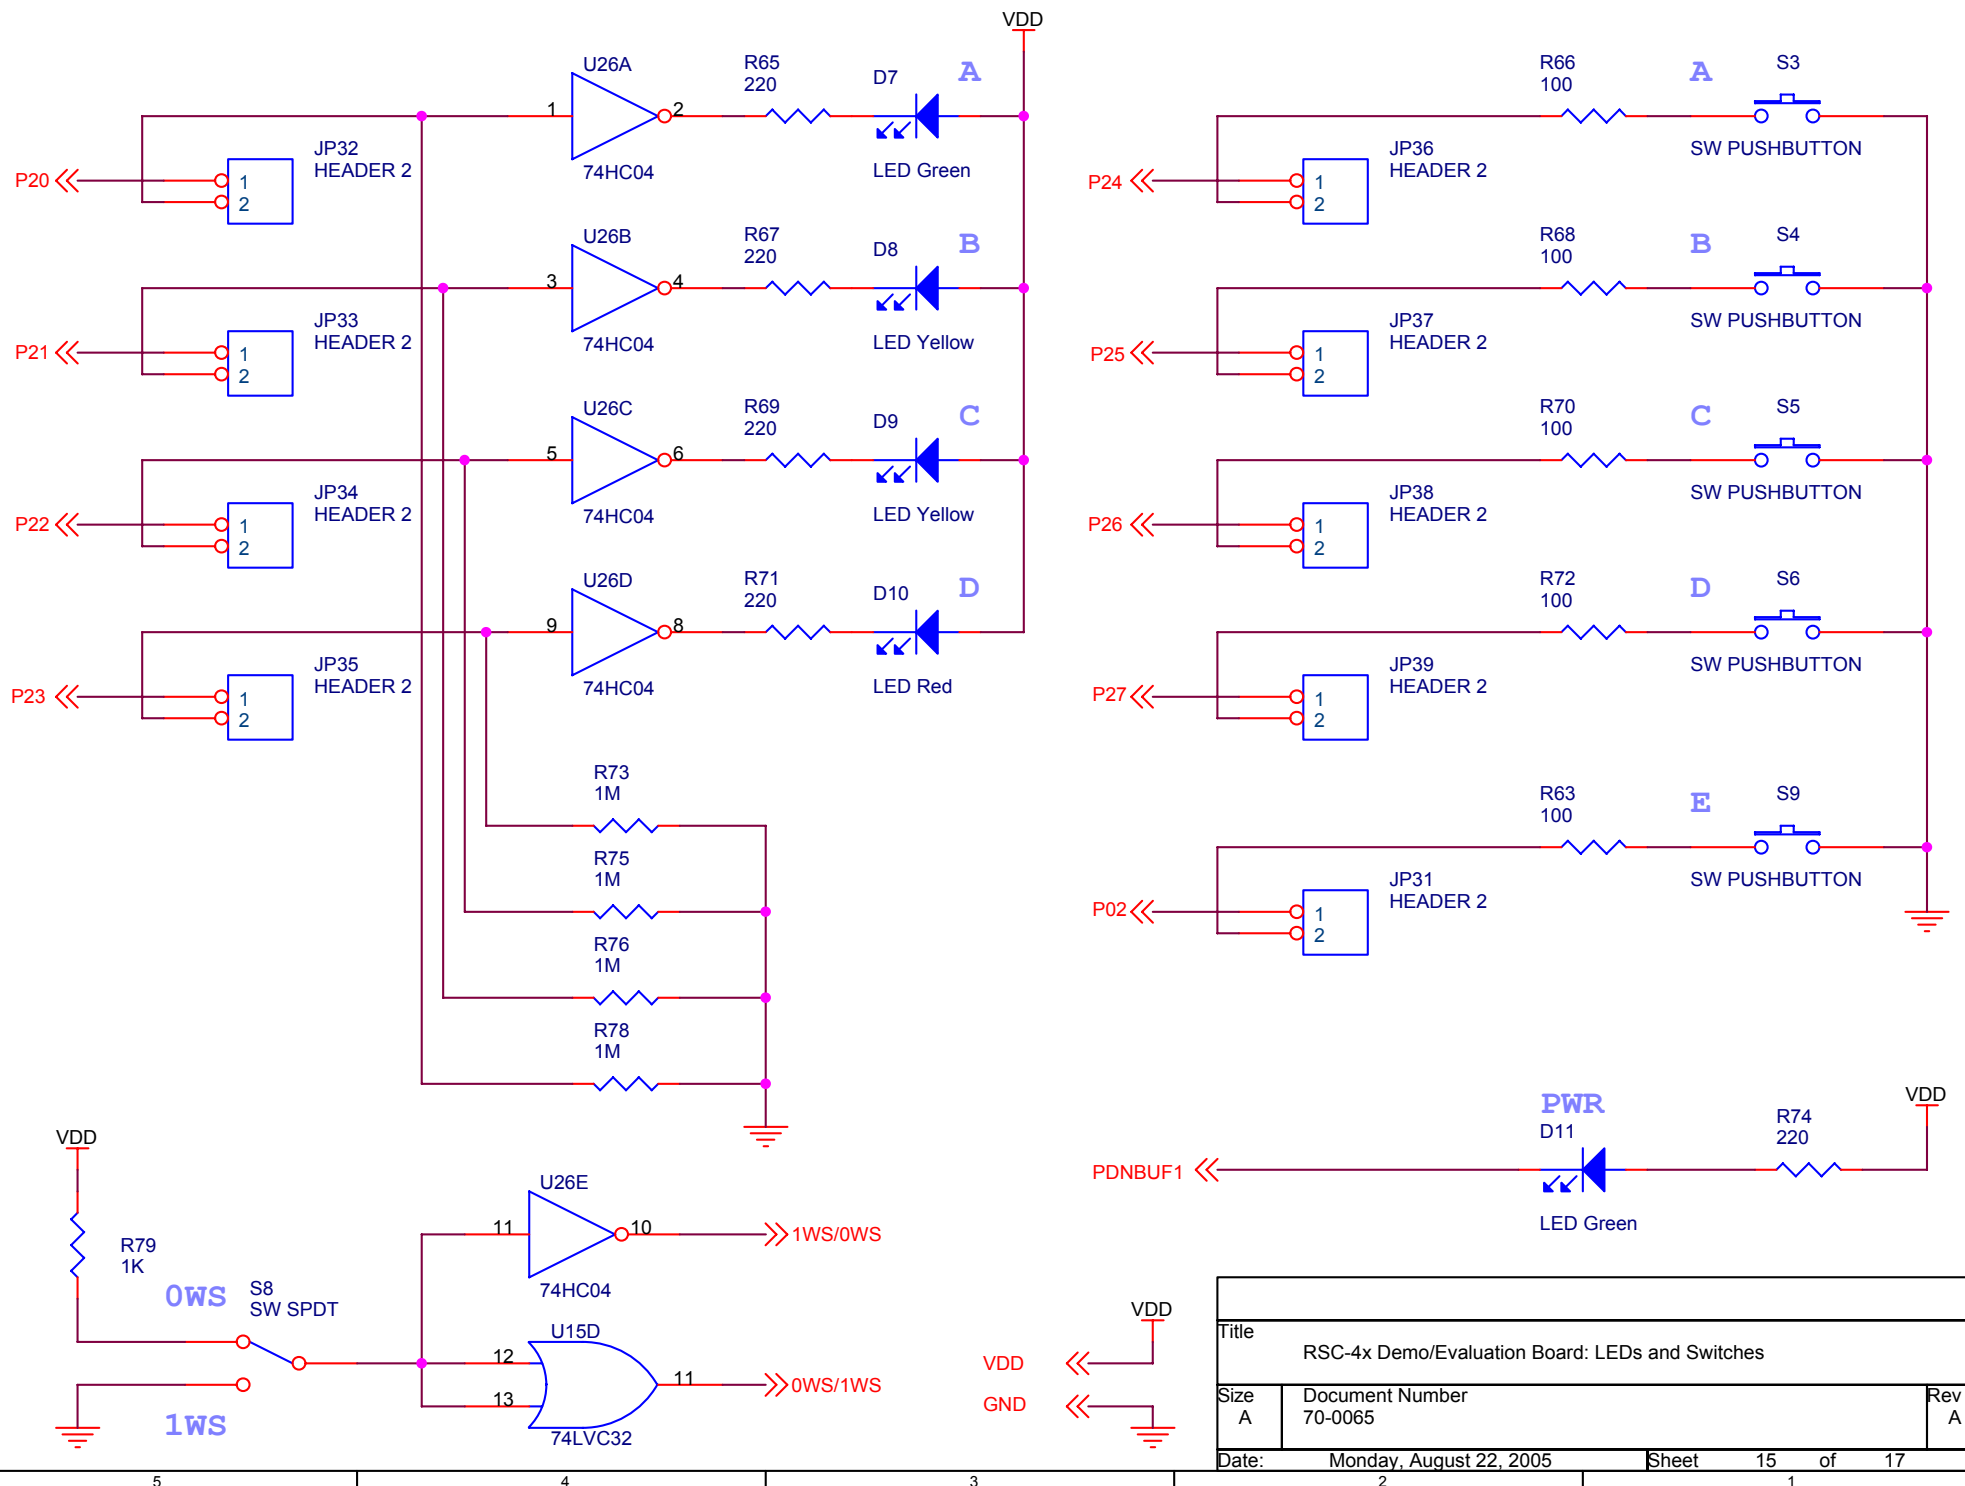 VDD
U26A
R65
220
D7
A
1
2
74HC04
LED Green
JP32
HEADER 2
P20
1
2
U26B
R67
220
D8
B
3
4
74HC04
LED Yellow
JP33
HEADER 2
P21
1
2
U26C
R69
220
D9
C
5
6
74HC04
LED Yellow
JP34
HEADER 2
P22
1
2
U26D
R71
220
D10
D
9
8
74HC04
LED Red
JP35
HEADER 2
P23
1
2
R73
1M
R75
1M
R76
1M
R78
1M
R66
100
A
S3
SW PUSHBUTTON
JP36
HEADER 2
P24
1
2
R68
100
B
S4
SW PUSHBUTTON
JP37
HEADER 2
P25
1
2
R70
100
C
S5
SW PUSHBUTTON
JP38
HEADER 2
P26
1
2
R72
100
D
S6
SW PUSHBUTTON
JP39
HEADER 2
P27
1
2
R63
100
E
S9
SW PUSHBUTTON
JP31
HEADER 2
P02
1
2
VDD
R79
1K
0WS
S8
SW SPDT
1WS
U26E
11
10
1WS/0WS
74HC04
U15D
12
13
11
0WS/1WS
74LVC32
PWR
D11
R74
220
VDD
PDNBUF1
LED Green
VDD
VDD
GND
Title
RSC-4x Demo/Evaluation Board: LEDs and Switches
Size
A
Document Number
70-0065
Rev
A
Date:
Monday, August 22, 2005
Sheet 15 of 17
5
4
3
2
1